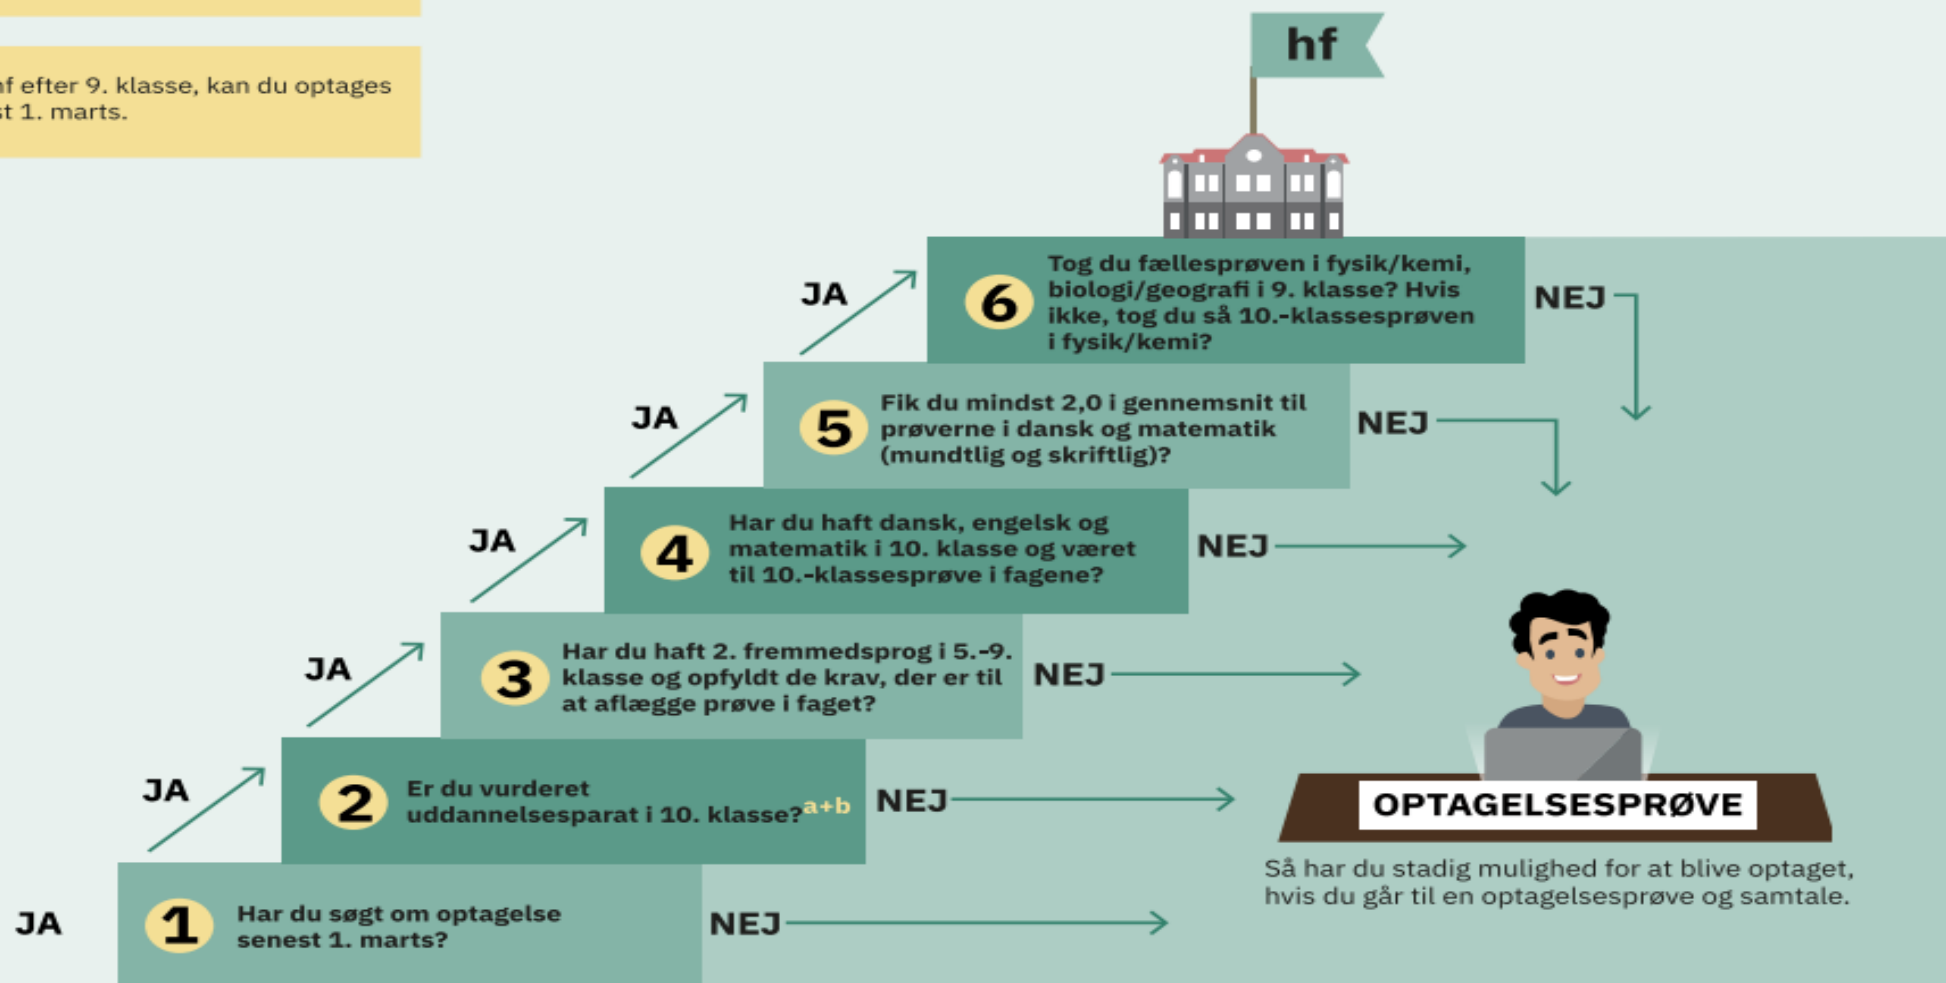 efter 9. klasse, kan du optages
1. marts.
hf
JA
6
Tog du fællesprøven i fysik/kemi,
biologi/geografi i 9. klasse? Hvis
ikke, tog du så 10.-klassesprøven
i fysik/kemi?
NEJ
JA
5
Fik du mindst 2,0 i gennemsnit til
prøverne i dansk og matematik
(mundtlig og skriftlig)?
NEJ
JA
4
Har du haft dansk, engelsk og
matematik i 10. klasse og været
til 10.-klassesprøve i fagene?
NEJ
JA
3
Har du haft 2. fremmedsprog i 5.-9.
klasse og opfyldt de krav, der er til
at aflægge prøve i faget?
NEJ
JA
2
Er du vurderet
uddannelsesparat i 10. klasse?a+b
NEJ
JA
1
Har du søgt om optagelse
senest 1. marts?
NEJ
OPTAGELSESPRØVE
Så har du stadig mulighed for at blive optaget,
hvis du går til en optagelsesprøve og samtale.